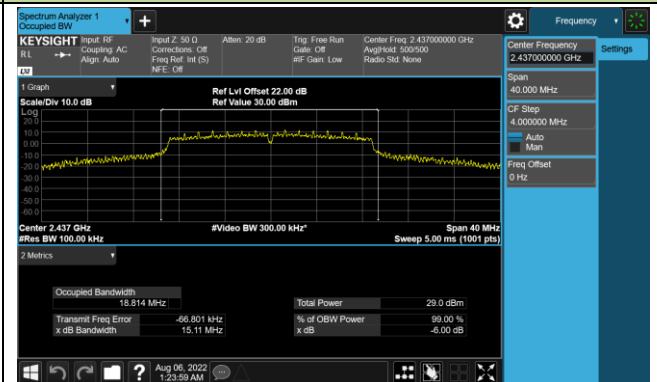 Spectrum Analyzer 1
Occupied BW
+
Frequency
KEYSIGHT
RL
LXI
Input: RF
Coupling: AC
Align: Auto
Input Z: 50 Ω
Corrections: Off
Freq Ref: Int (S)
NFE: Off
Atten: 20 dB
Trig: Free Run
Gate: Off
#IF Gain: Low
Center Freq: 2.437000000 GHz
Avg|Hold: 500/500
Radio Std: None
Center Frequency
2.437000000 GHz
Settings
Span
40.000 MHz
CF Step
4.000000 MHz
Auto
Man
Freq Offset
0 Hz
1 Graph
Scale/Div 10.0 dB
Ref Lvl Offset 22.00 dB
Ref Value 30.00 dBm
Log
20.0
10.0
0.00
-10.0
-20.0
-30.0
-40.0
-50.0
-60.0
Center 2.437 GHz
#Video BW 300.00 kHz*
Span 40 MHz
#Res BW 100.00 kHz
Sweep 5.00 ms (1001 pts)
2 Metrics
Occupied Bandwidth
18.814 MHz
Total Power 29.0 dBm
Transmit Freq Error -66.801 kHz
% of OBW Power 99.00 %
x dB Bandwidth 15.11 MHz
x dB -6.00 dB
?
Aug 06, 2022
1:23:59 AM